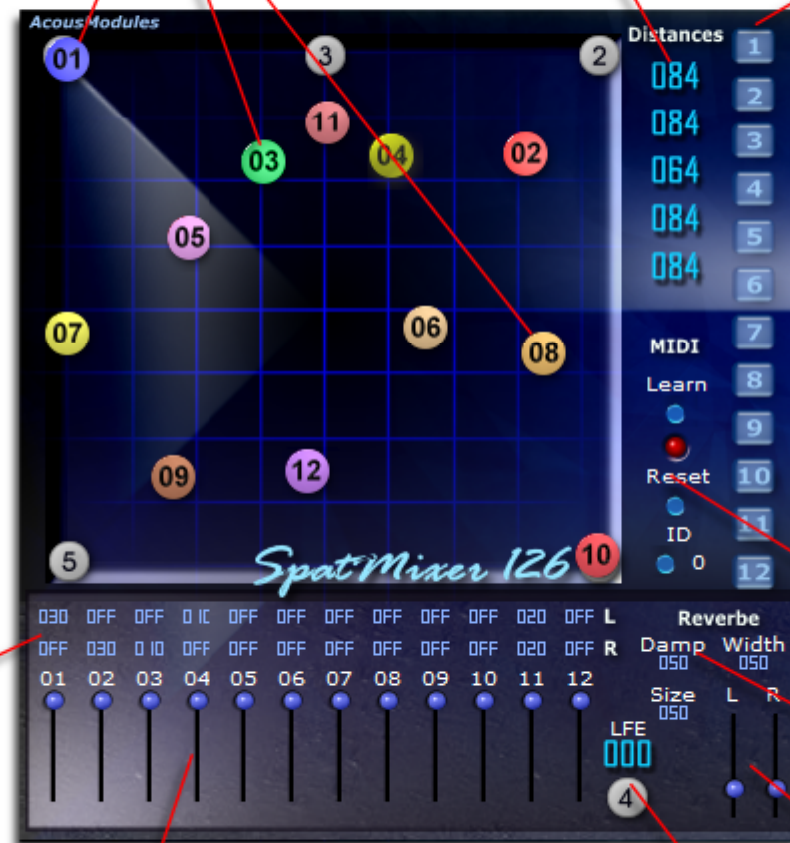 AcousModules
01
3
2
11
03
04
02
05
07
06
08
09
12
5
10
SpatMixer 126
Distances
084
084
064
084
084
MIDI
Learn
Reset
ID
0
1
2
3
4
5
6
7
8
9
10
11
12
030 OFF OFF 010 OFF OFF OFF OFF OFF OFF 020 OFF L
OFF 030 010 OFF OFF OFF OFF OFF OFF OFF 020 OFF R
01 02 03 04 05 06 07 08 09 10 11 12
LFE
000
4
Reverbe
Damp Width
050 050
Size L R
050